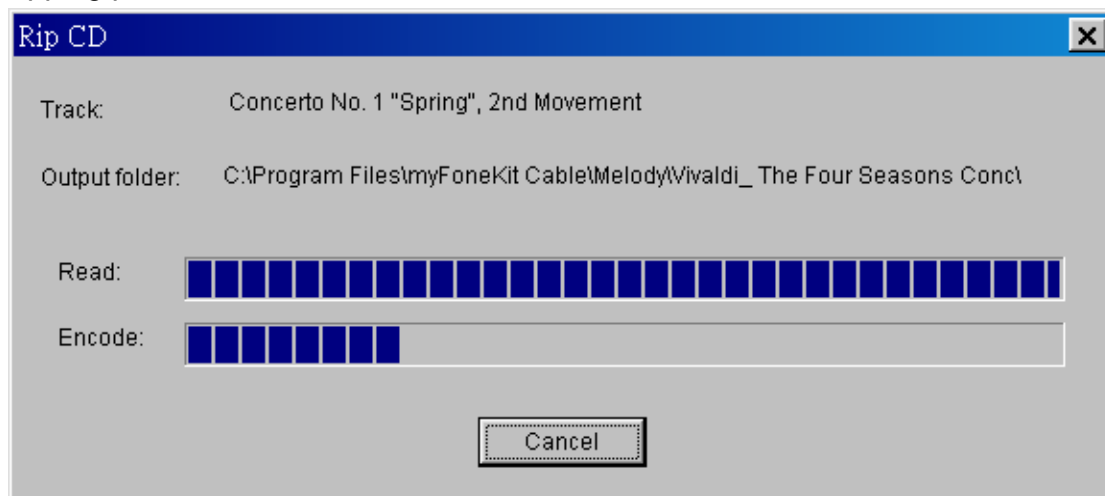 Rip CD
Track: Concerto No. 1 "Spring", 2nd Movement
Output folder: C:\Program Files\myFoneKit Cable\Melody\Vivaldi_ The Four Seasons Conc\
Read:
Encode:
Cancel